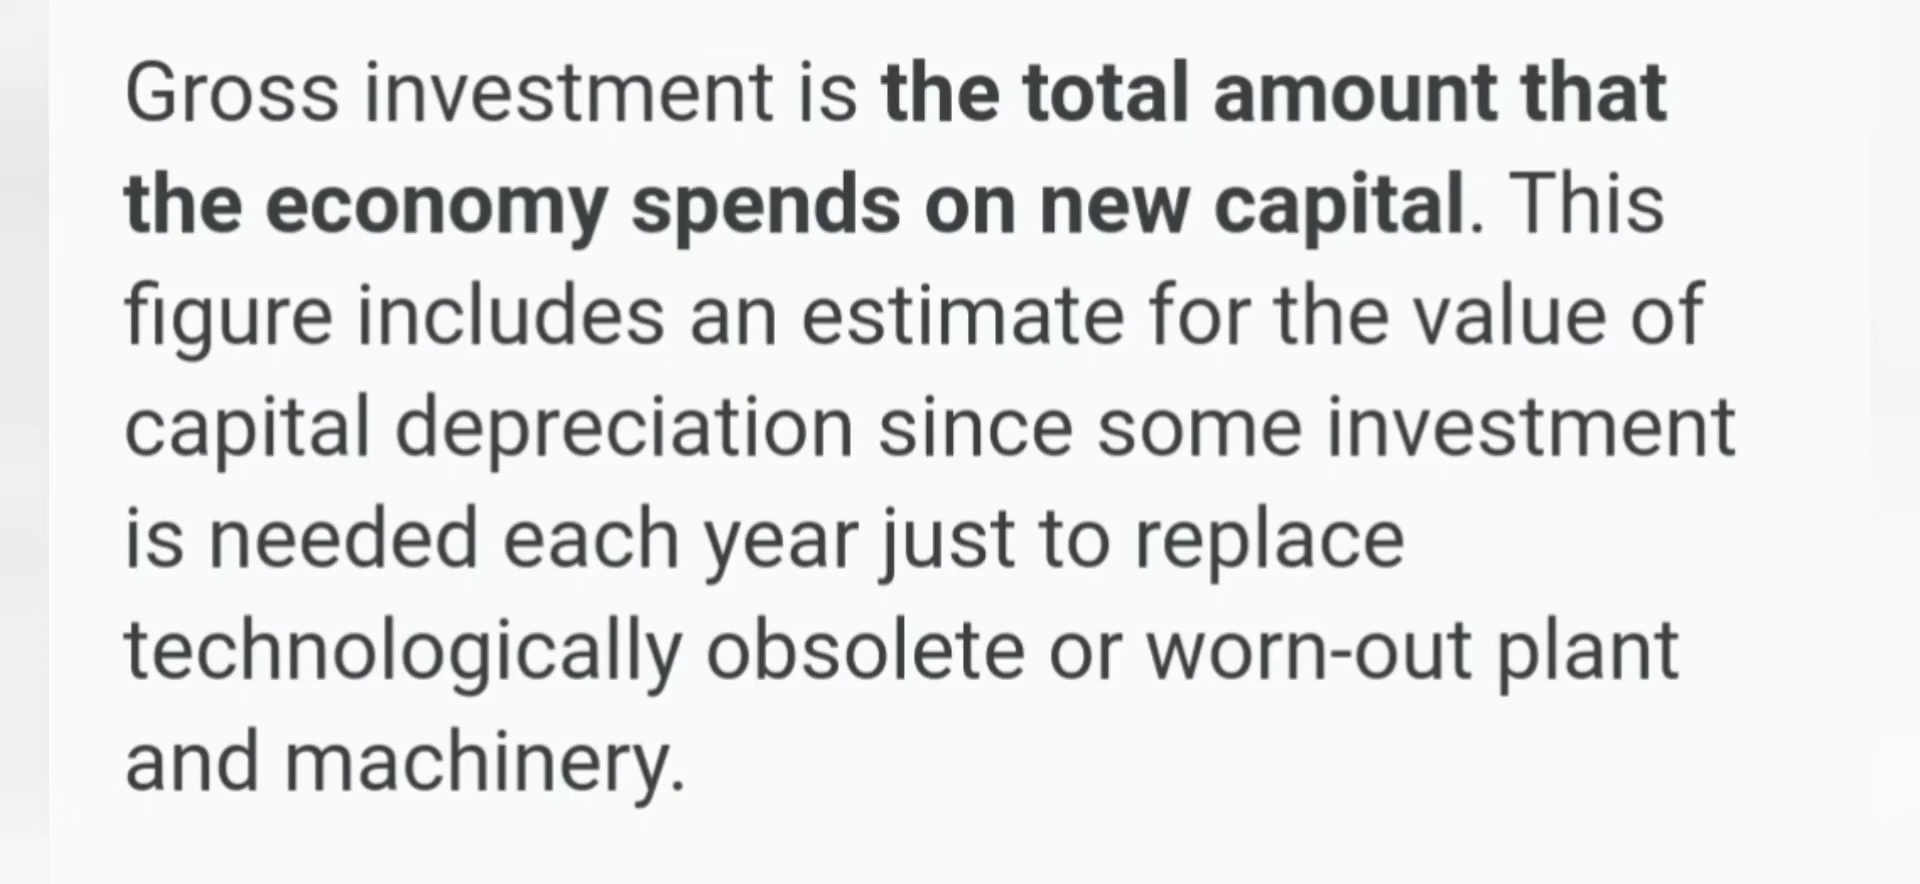 Gross investment is the total amount that
the economy spends on new capital. This
figure includes an estimate for the value of
capital depreciation since some investment
is needed each year just to replace
technologically obsolete or worn-out plant
and machinery.